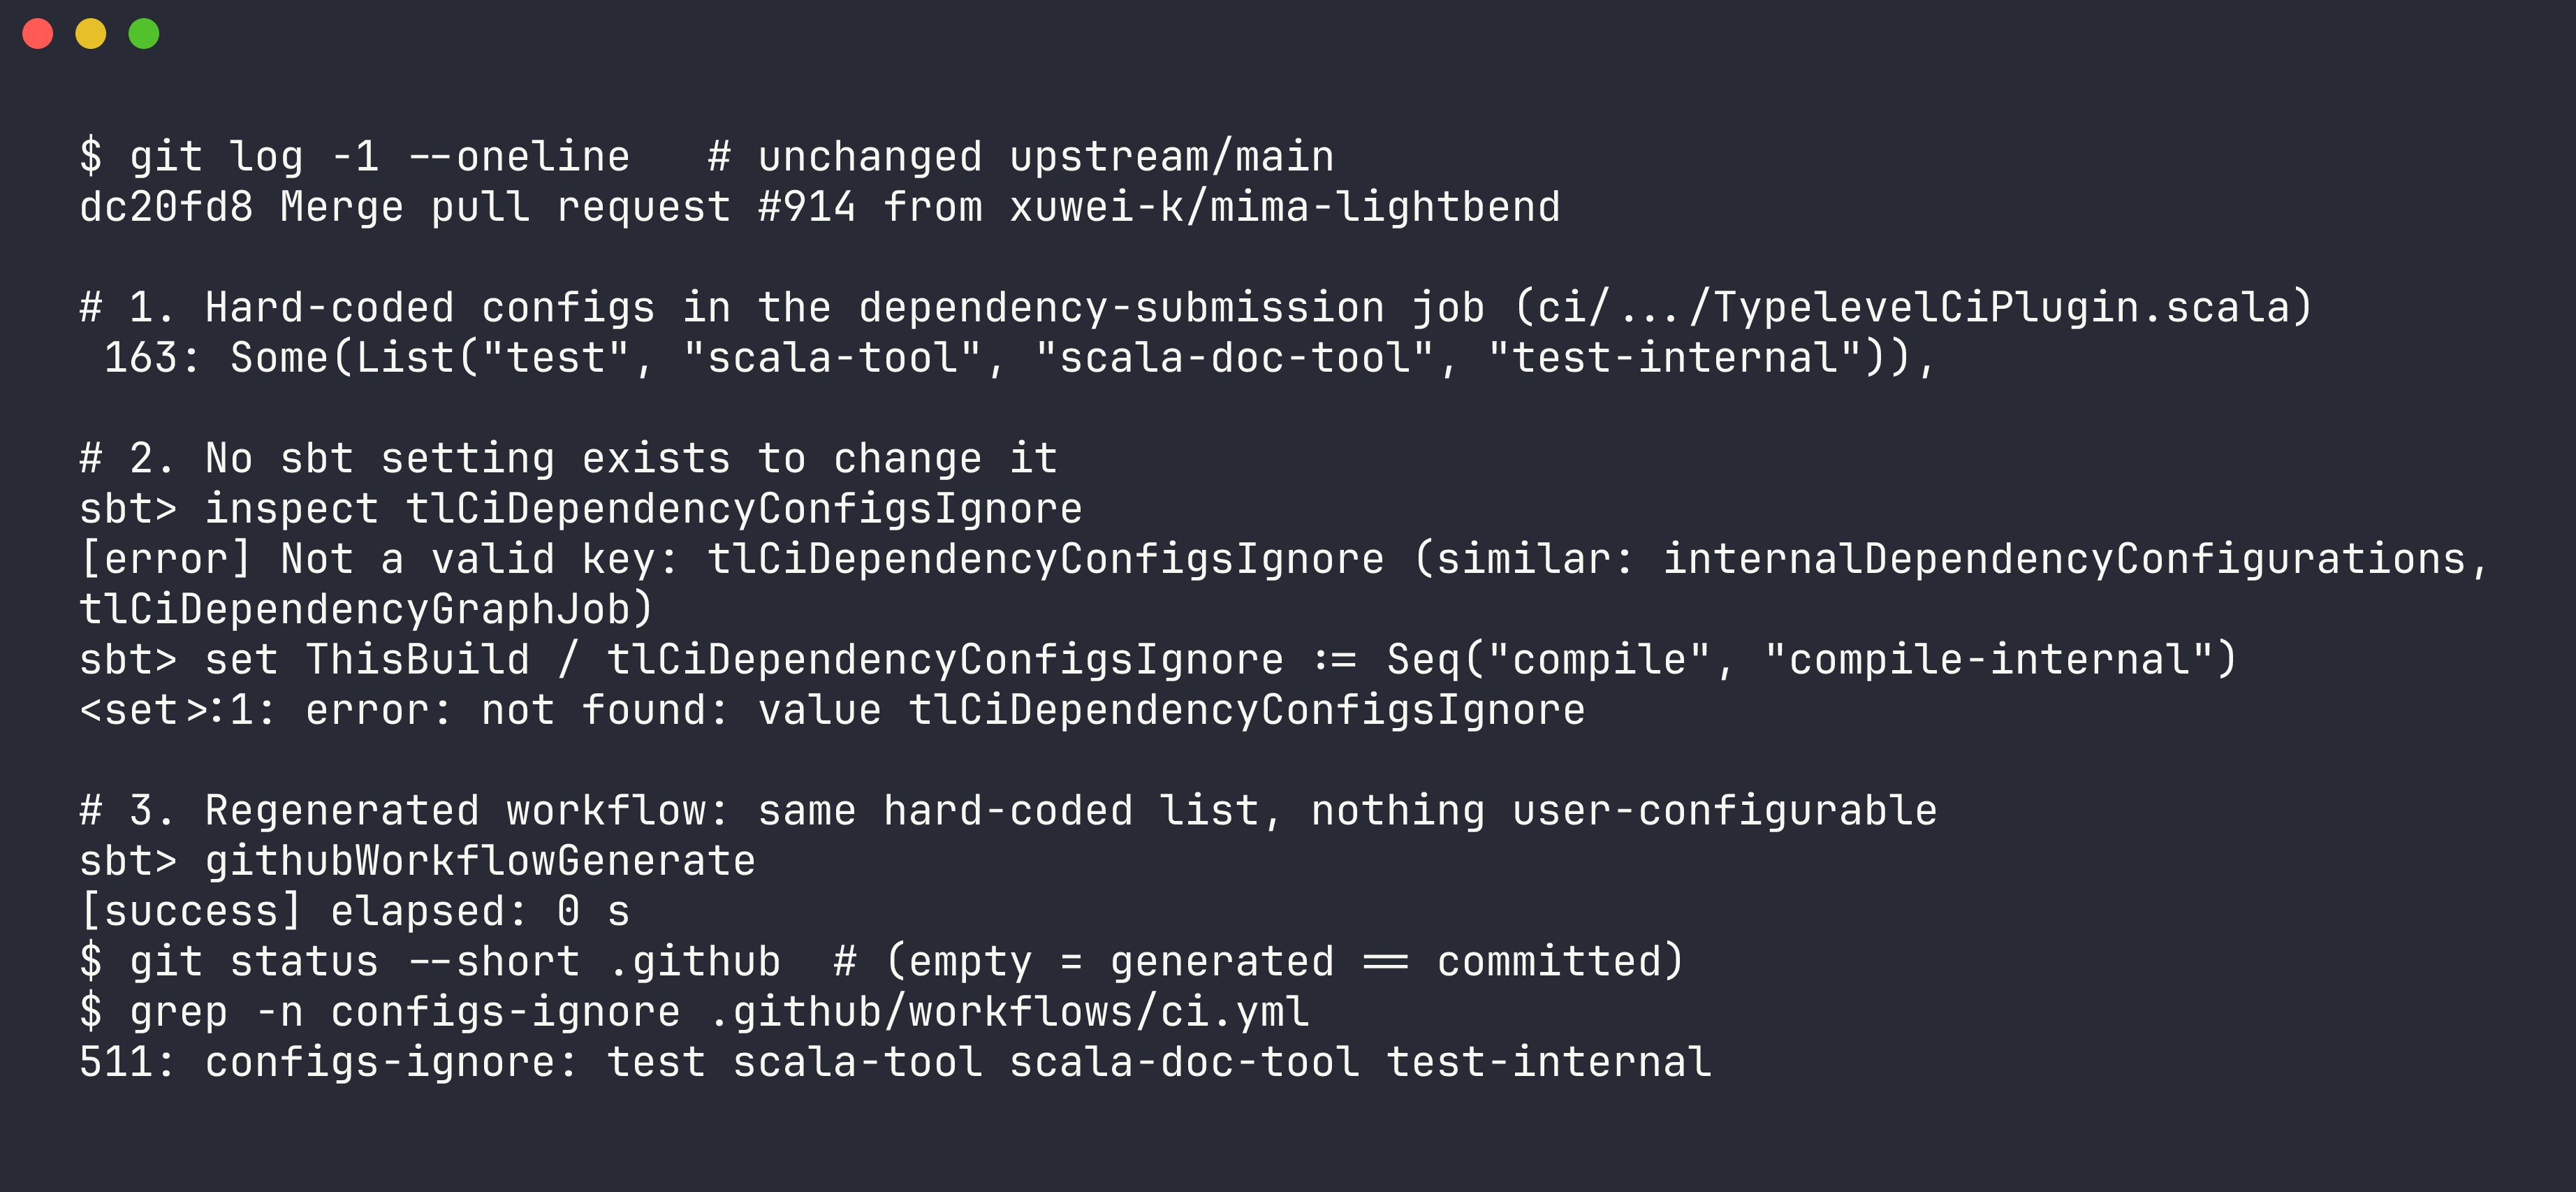 $ git log -1 --oneline   # unchanged upstream/main
dc20fd8 Merge pull request #914 from xuwei-k/mima-lightbend

# 1. Hard-coded configs in the dependency-submission job (ci/.../TypelevelCiPlugin.scala)
 163: Some(List("test", "scala-tool", "scala-doc-tool", "test-internal")),

# 2. No sbt setting exists to change it
sbt> inspect tlCiDependencyConfigsIgnore
[error] Not a valid key: tlCiDependencyConfigsIgnore (similar: internalDependencyConfigurations,
tlCiDependencyGraphJob)
sbt> set ThisBuild / tlCiDependencyConfigsIgnore := Seq("compile", "compile-internal")
<set>:1: error: not found: value tlCiDependencyConfigsIgnore

# 3. Regenerated workflow: same hard-coded list, nothing user-configurable
sbt> githubWorkflowGenerate
[success] elapsed: 0 s
$ git status --short .github  # (empty = generated == committed)
$ grep -n configs-ignore .github/workflows/ci.yml
511: configs-ignore: test scala-tool scala-doc-tool test-internal